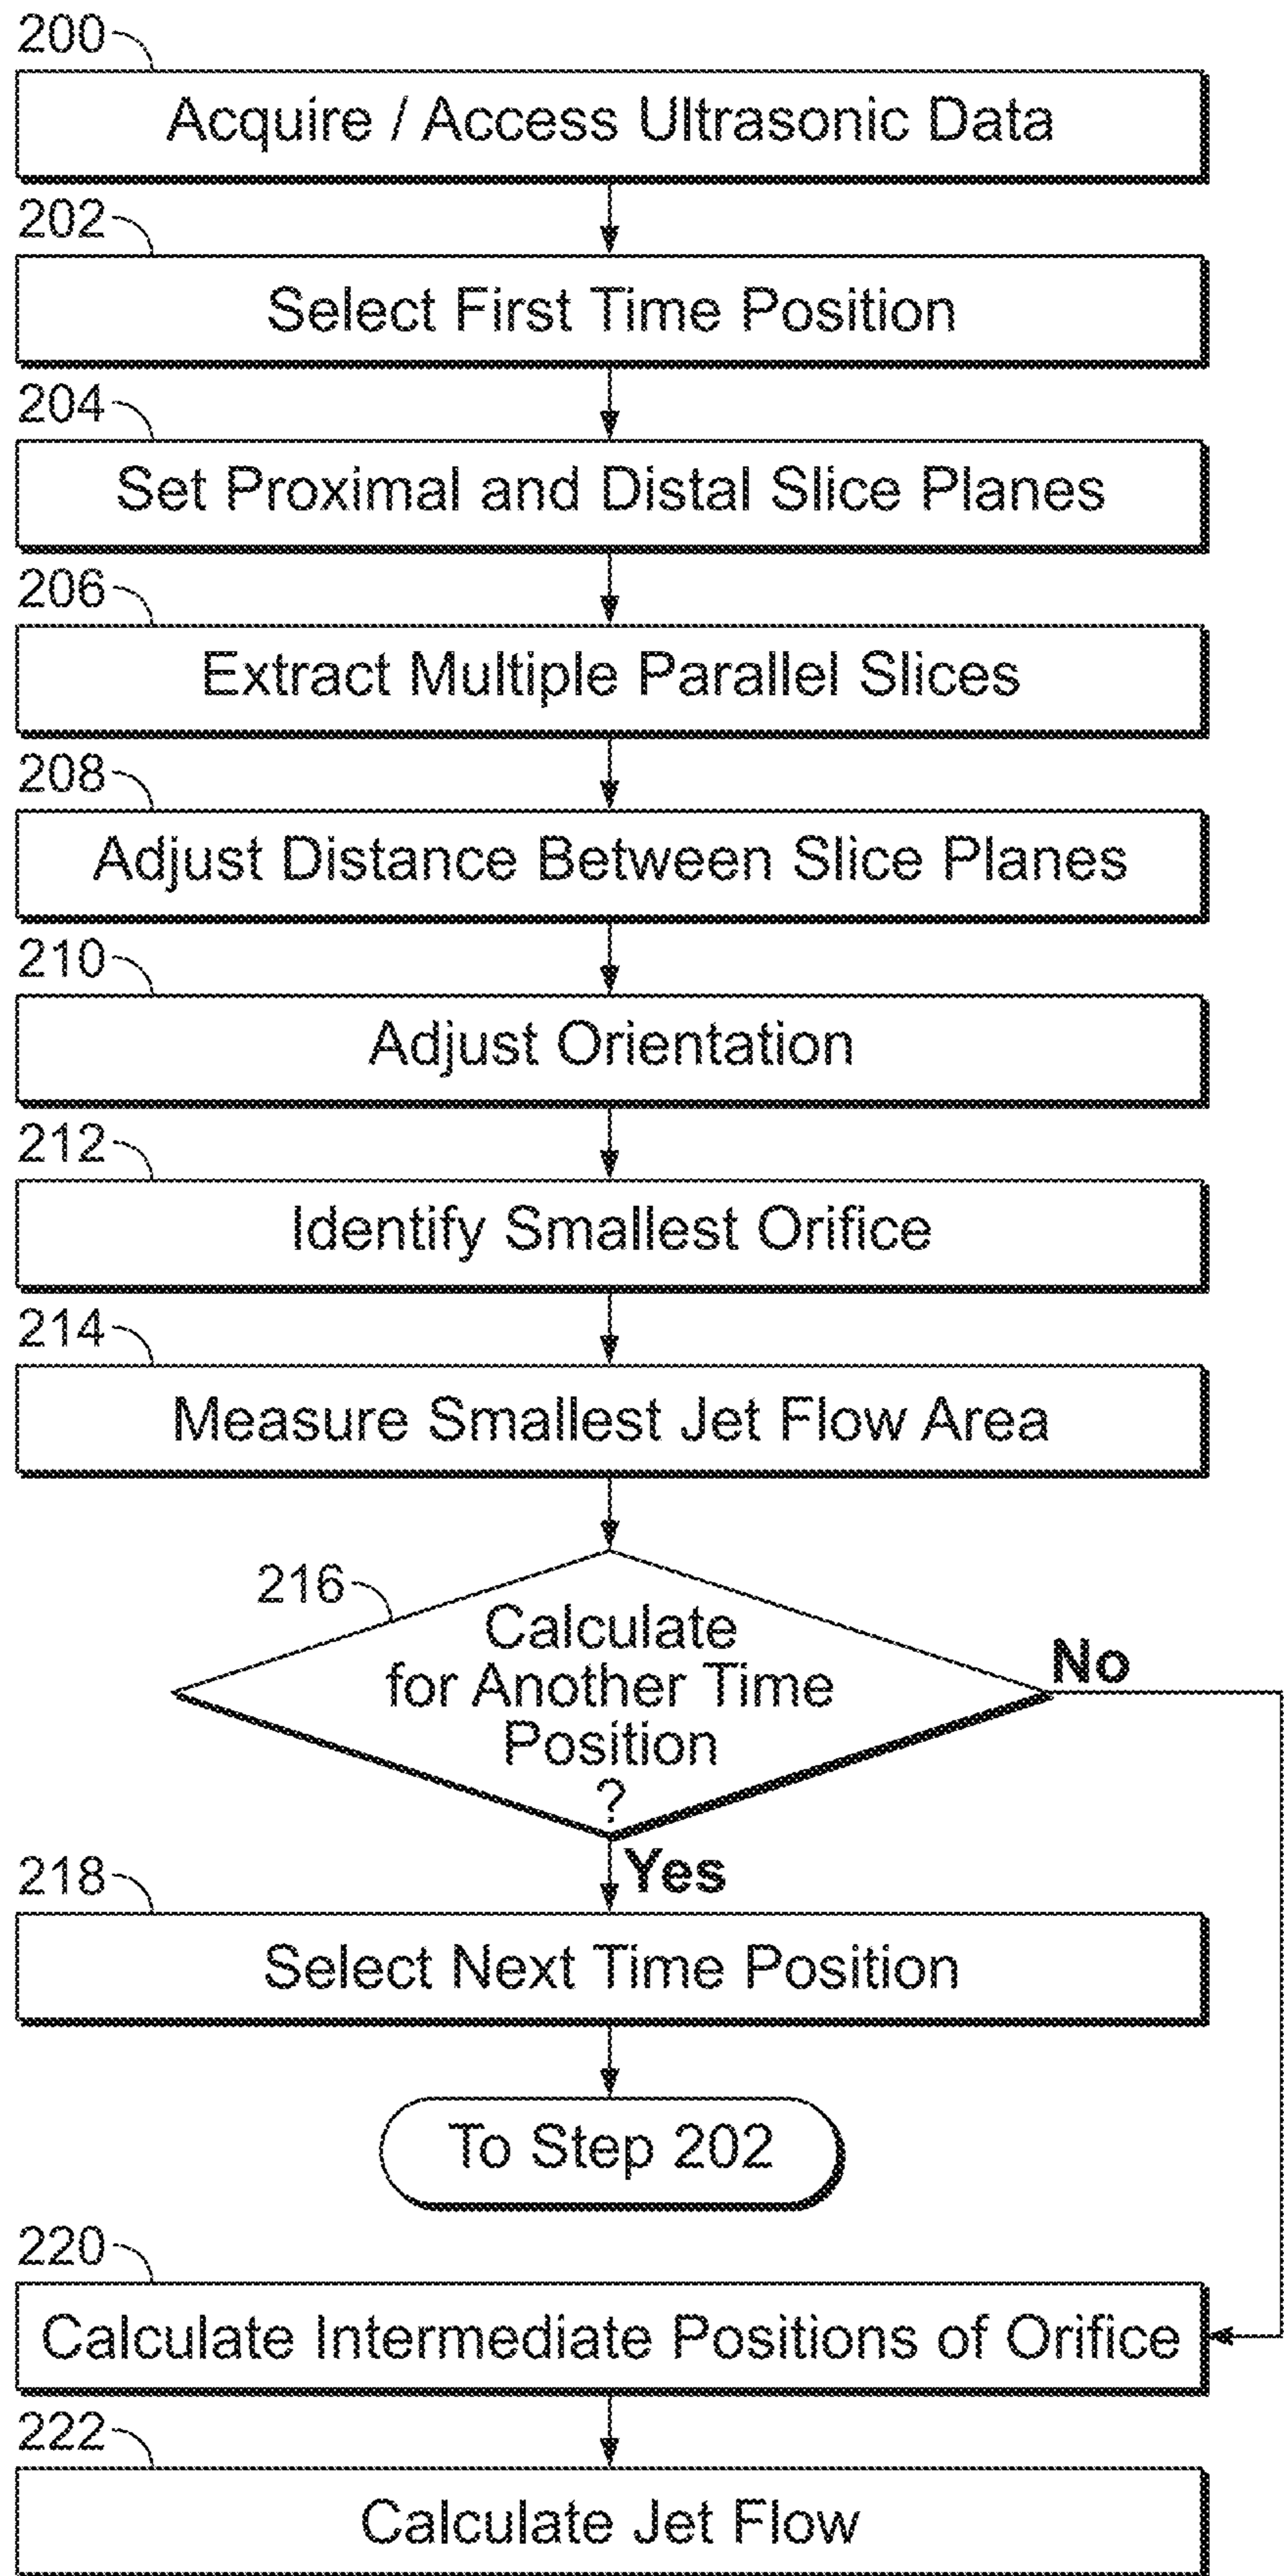 200
Acquire / Access Ultrasonic Data
202
Select First Time Position
204
Set Proximal and Distal Slice Planes
206
Extract Multiple Parallel Slices
208
Adjust Distance Between Slice Planes
210
Adjust Orientation
212
Identify Smallest Orifice
214
Measure Smallest Jet Flow Area
216
Calculate
for Another Time
Position
?
No
Yes
218
Select Next Time Position
To Step 202
220
Calculate Intermediate Positions of Orifice
222
Calculate Jet Flow